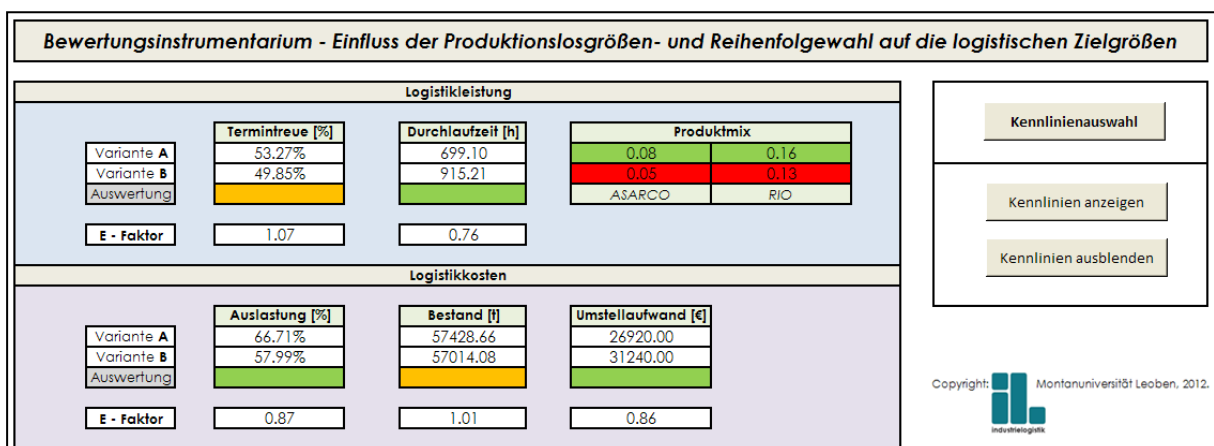 Bewertungsinstrumentarium - Einfluss der Produktionslosgrößen- und Reihenfolgewahl auf die logistischen Zielgrößen
Logistikleistung
Termintreue [%] Durchlaufzeit [h] Produktmix
Variante A 53.27% 699.10 0.08 0.16
Variante B 49.85% 915.21 0.05 0.13
Auswertung ASARCO RIO
E - Faktor 1.07 0.76
Logistikkosten
Auslastung [%] Bestand [t] Umstellaufwand [€]
Variante A 66.71% 57428.66 26920.00
Variante B 57.99% 57014.08 31240.00
Auswertung
E - Faktor 0.87 1.01 0.86
Kennlinienauswahl
Kennlinien anzeigen
Kennlinien ausblenden
Copyright: Montanuniversität Leoben, 2012.
il.
industrielogistik